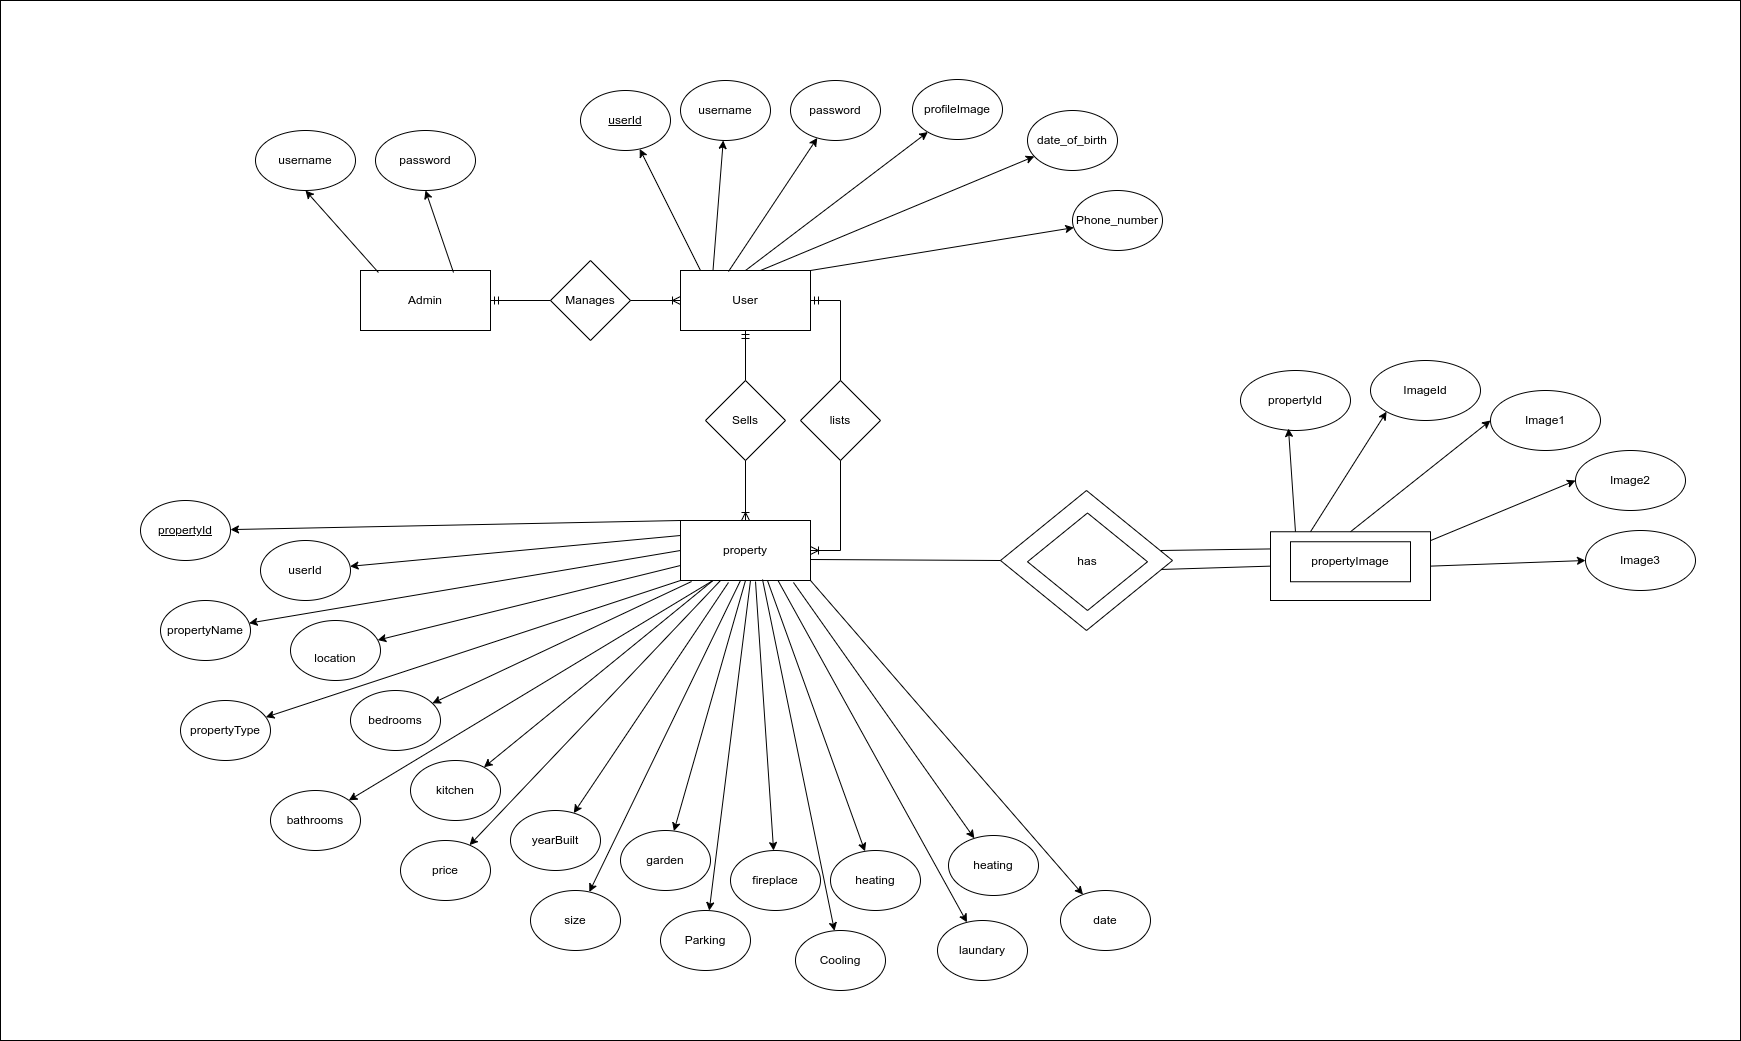 userId
username
password
profileImage
date_of_birth
username
password
Phone_number
Admin
Manages
User
Sells
lists
propertyId
ImageId
Image1
Image2
Image3
propertyId
userId
property
has
propertyImage
propertyName
location
propertyType
bedrooms
bathrooms
kitchen
price
yearBuilt
size
garden
Parking
fireplace
Cooling
heating
laundary
heating
date